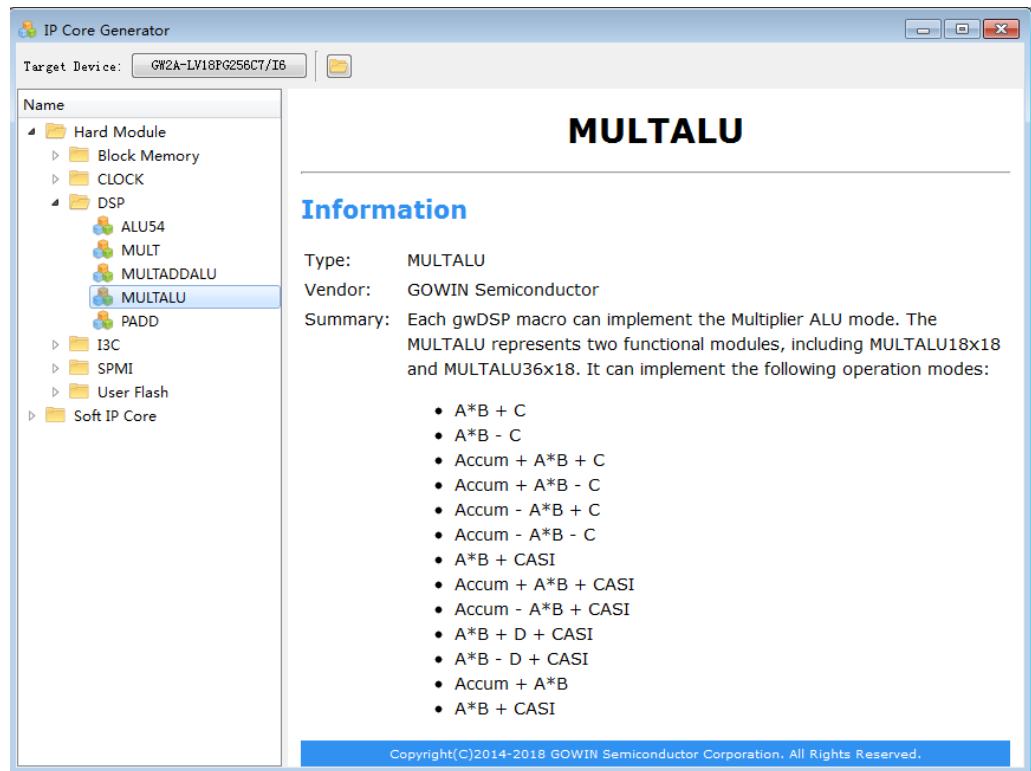 IP Core Generator
Target Device: GW2A-LV18PG256C7/I6
Name
Hard Module
Block Memory
CLOCK
DSP
ALU54
MULT
MULTADDALU
MULTALU
PADD
I3C
SPMI
User Flash
Soft IP Core
MULTALU
Information
Type: MULTALU
Vendor: GOWIN Semiconductor
Summary: Each gwDSP macro can implement the Multiplier ALU mode. The
MULTALU represents two functional modules, including MULTALU18x18
and MULTALU36x18. It can implement the following operation modes:
• A*B + C
• A*B - C
• Accum + A*B + C
• Accum + A*B - C
• Accum - A*B + C
• Accum - A*B - C
• A*B + CASI
• Accum + A*B + CASI
• Accum - A*B + CASI
• A*B + D + CASI
• A*B - D + CASI
• Accum + A*B
• A*B + CASI
Copyright(C)2014-2018 GOWIN Semiconductor Corporation. All Rights Reserved.